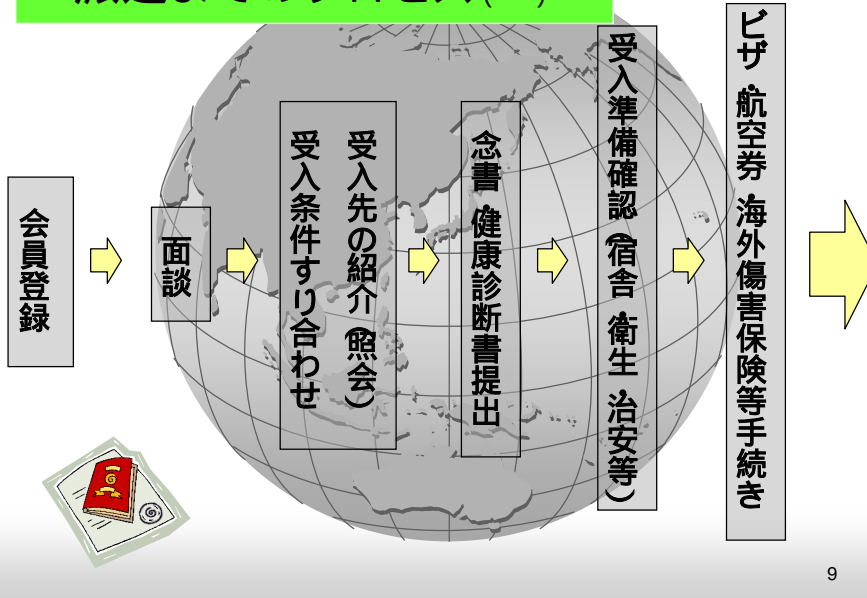 会員登録
面談
受入先の紹介(照会)
受入条件すり合わせ
念書・健康診断書提出
受入準備確認(宿舎・衛生・治安等)
ビザ・航空券・海外傷害保険等手続き
9